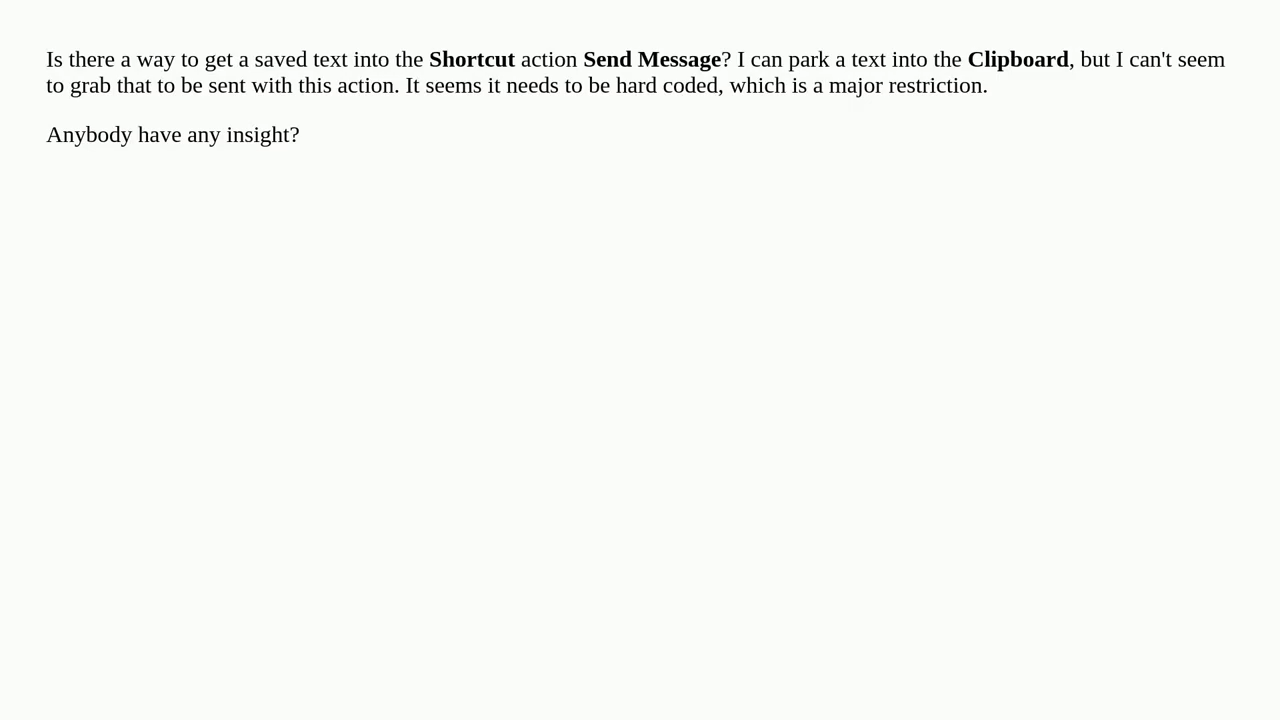 Is there a way to get a saved text into the Shortcut action Send Message? I can park a text into the Clipboard, but I can't seem
to grab that to be sent with this action. It seems it needs to be hard coded, which is a major restriction.
Anybody have any insight?